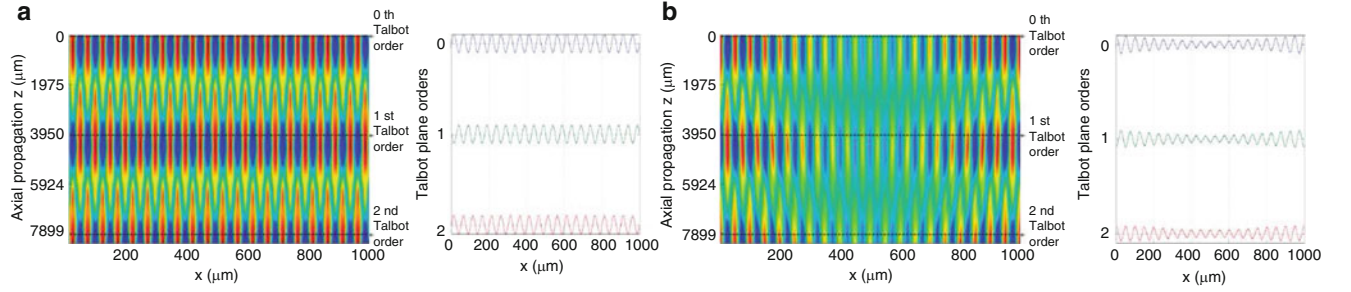 a
Axial propagation z (μm)
0
1975
3950
5924
7899
200
400
600
800
1000
x (μm)
0 th
Talbot
order
1 st
Talbot
order
2 nd
Talbot
order
Talbot plane orders
0
1
2
0
200
400
600
800
1000
x (μm)
b
Axial propagation z (μm)
0
1975
3950
5924
7899
200
400
600
800
1000
x (μm)
0 th
Talbot
order
1 st
Talbot
order
2 nd
Talbot
order
Talbot plane orders
0
1
2
0
200
400
600
800
1000
x (μm)